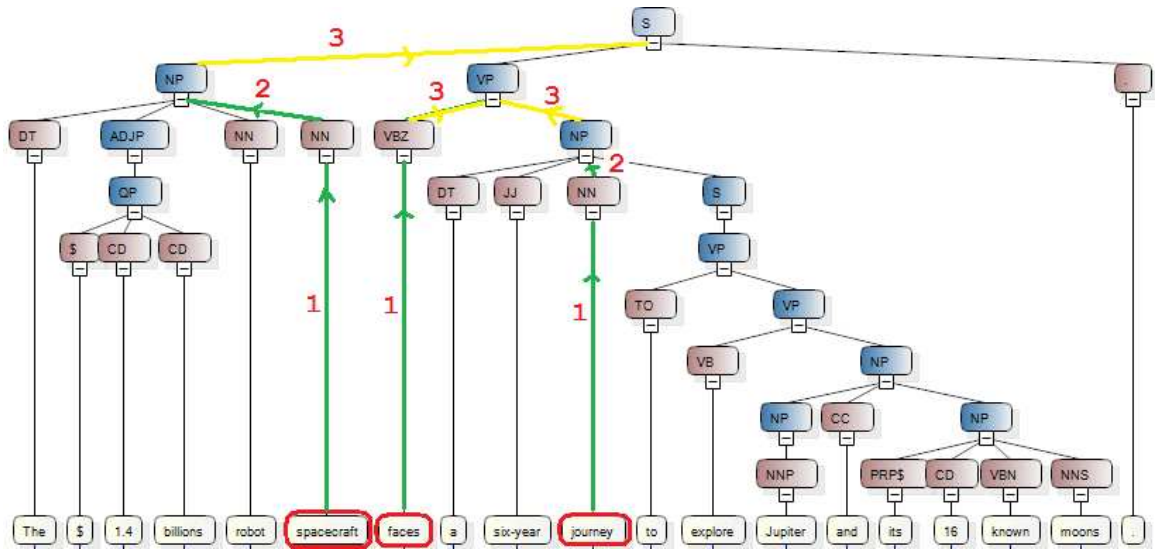 S
3
NP VP .
2 3 3
DT ADJP NN NN VBZ NP
2
QP DT JJ NN S
$ CD CD VP
1 1 1 TO VP
VB NP
NP CC NP
NNP PRP$ CD VBN NNS
The $ 1.4 billions robot spacecraft faces a six-year journey to explore Jupiter and its 16 known moons .